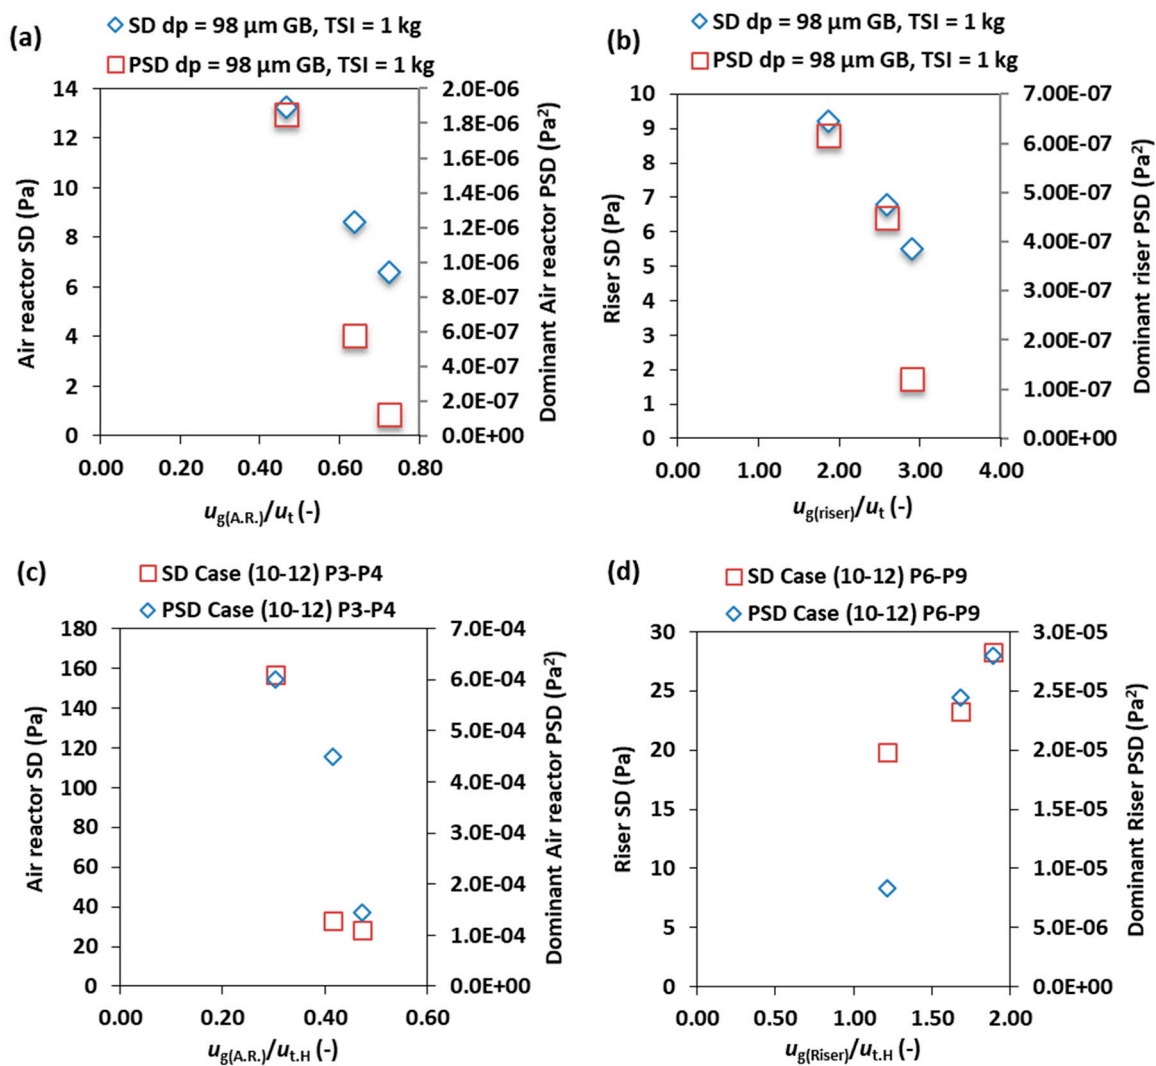 (a)
SD dp = 98 µm GB, TSI = 1 kg
PSD dp = 98 µm GB, TSI = 1 kg
14
12
10
8
6
4
2
0
Air reactor SD (Pa)
2.0E-06
1.8E-06
1.6E-06
1.4E-06
1.2E-06
1.0E-06
8.0E-07
6.0E-07
4.0E-07
2.0E-07
0.0E+00
Dominant Air reactor PSD (Pa²)
0.00 0.20 0.40 0.60 0.80
ug(A.R.)/ut (-)
(b)
SD dp = 98 µm GB, TSI = 1 kg
PSD dp = 98 µm GB, TSI = 1 kg
10
9
8
7
6
5
4
3
2
1
0
Riser SD (Pa)
7.00E-07
6.00E-07
5.00E-07
4.00E-07
3.00E-07
2.00E-07
1.00E-07
0.00E+00
Dominant riser PSD (Pa²)
0.00 1.00 2.00 3.00 4.00
ug(riser)/ut (-)
(c)
SD Case (10-12) P3-P4
PSD Case (10-12) P3-P4
180
160
140
120
100
80
60
40
20
0
Air reactor SD (Pa)
7.0E-04
6.0E-04
5.0E-04
4.0E-04
3.0E-04
2.0E-04
1.0E-04
0.0E+00
Dominant Air reactor PSD (Pa²)
0.00 0.20 0.40 0.60
ug(A.R.)/ut.H (-)
(d)
SD Case (10-12) P6-P9
PSD Case (10-12) P6-P9
30
25
20
15
10
5
0
Riser SD (Pa)
3.0E-05
2.5E-05
2.0E-05
1.5E-05
1.0E-05
5.0E-06
0.0E+00
Dominant Riser PSD (Pa²)
0.00 0.50 1.00 1.50 2.00
ug(Riser)/ut.H (-)